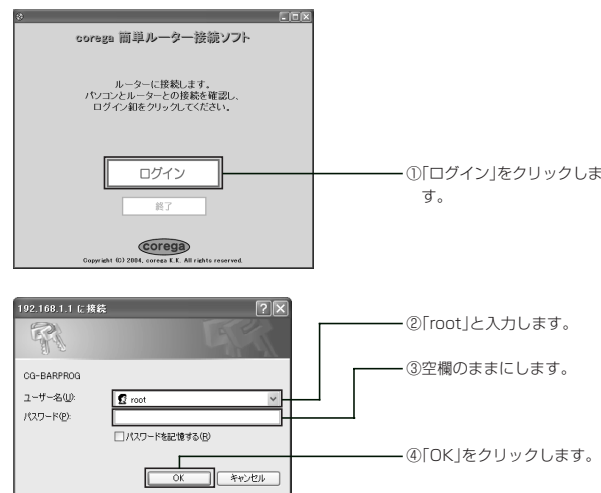 corega 簡単ルーター接続ソフト
ルーターに接続します。
パソコンとルーターとの接続を確認し、
ログイン釦をクリックしてください。
ログイン
①「ログイン」をクリックしま
す。
終了
corega
Copyright (C) 2004, corega K.K. All rights reserved.
192.168.1.1 に接続
②「root」と入力します。
CG-BARPROG
③空欄のままにします。
ユーザー名(U):
root
パスワード(P):
パスワードを記憶する(R)
④「OK」をクリックします。
OK
キャンセル